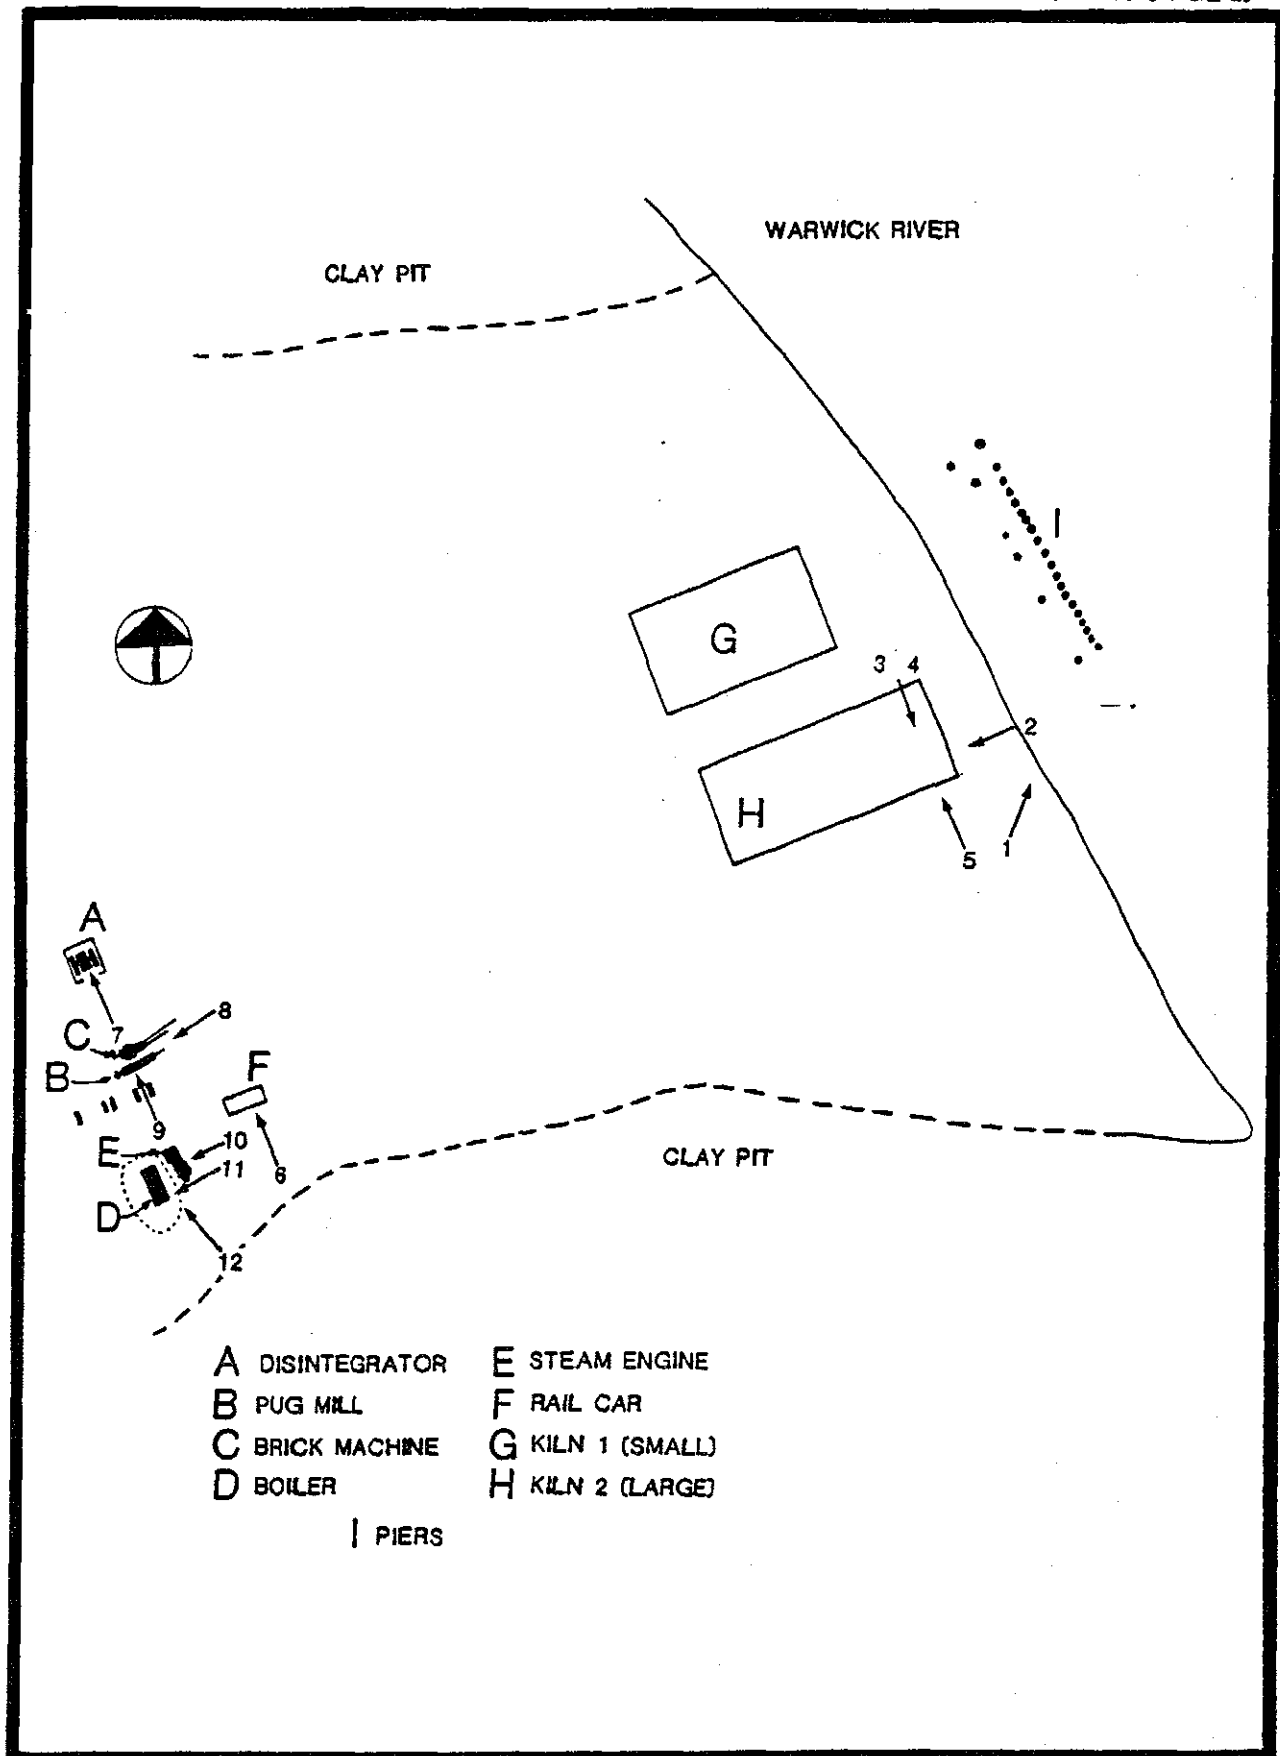 WARWICK RIVER
CLAY PIT
I
G
3 4
2
H
5 1
A
7 8
C
B F
9
E 10
11 6
CLAY PIT
D
12
A DISINTEGRATOR E STEAM ENGINE
B PUG MILL F RAIL CAR
C BRICK MACHINE G KILN 1 (SMALL)
D BOILER H KILN 2 (LARGE)
I PIERS